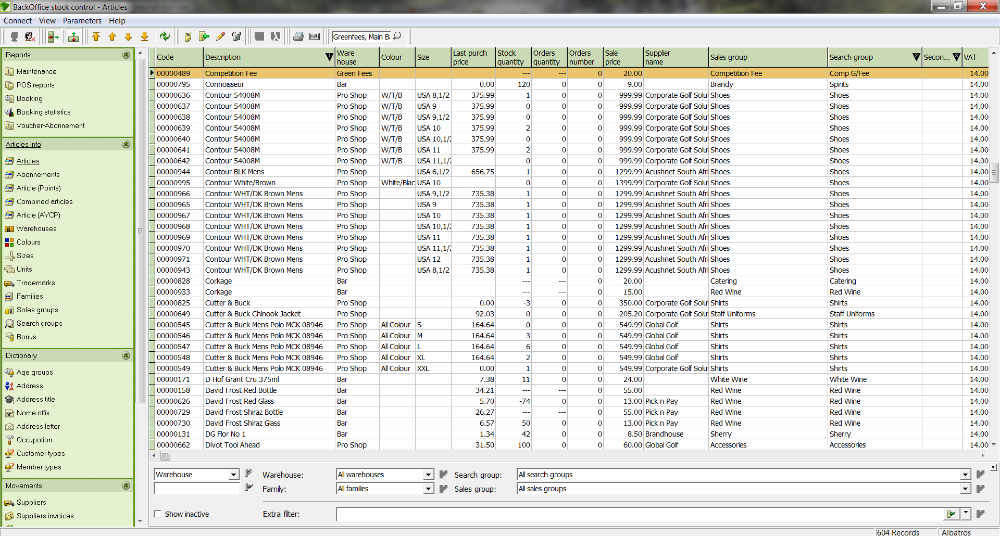 BackOffice stock control - Articles
Connect View Parameters Help
Greenfees, Main Ba
Reports
Maintenance
POS reports
Booking
Booking statistics
Voucher-Abonnement
Articles info
Articles
Abonnements
Article (Points)
Combined articles
Article (AYCP)
Warehouses
Colours
Sizes
Units
Trademarks
Families
Sales groups
Search groups
Bonus
Dictionary
Age groups
Address
Address title
Name affix
Address letter
Occupation
Customer types
Member types
Movements
Suppliers
Suppliers invoices
Code Description 1 Ware house Colour Size Last purch price Stock quantity Orders quantity Orders number Sale price Supplier name Sales group Search group 2 Secon... 3 VAT
00000489 Competition Fee Green Fees --- --- 0 20.00 Competition Fee Comp G/Fee 14.00
00000795 Connoisseur Bar 0.00 120 0 0 9.00 Brandy Spirits 14.00
00000636 Contour 54008M Pro Shop W/T/B USA 8,1/2 375.99 1 0 0 999.99 Corporate Golf Solut Shoes Shoes 14.00
00000637 Contour 54008M Pro Shop W/T/B USA 9 375.99 0 0 0 999.99 Corporate Golf Solut Shoes Shoes 14.00
00000638 Contour 54008M Pro Shop W/T/B USA 9,1/2 375.99 0 0 0 999.99 Corporate Golf Solut Shoes Shoes 14.00
00000639 Contour 54008M Pro Shop W/T/B USA 10 375.99 2 0 0 999.99 Corporate Golf Solut Shoes Shoes 14.00
00000640 Contour 54008M Pro Shop W/T/B USA 10,1/2 375.99 0 0 0 999.99 Corporate Golf Solut Shoes Shoes 14.00
00000641 Contour 54008M Pro Shop W/T/B USA 11 375.99 2 0 0 999.99 Corporate Golf Solut Shoes Shoes 14.00
00000642 Contour 54008M Pro Shop W/T/B USA 11,1/2 0 0 0 999.99 Corporate Golf Solut Shoes Shoes 14.00
00000944 Contour BLK Mens Pro Shop USA 6,1/2 656.75 1 0 0 1299.99 Acushnet South Afri Shoes Shoes 14.00
00000995 Contour White/Brown Pro Shop White/Blac USA 10 0 0 0 1399.99 Corporate Golf Solut Shoes Shoes 14.00
00000966 Contour WHT/DK Brown Mens Pro Shop USA 9,1/2 735.38 1 0 0 1299.99 Acushnet South Afri Shoes Shoes 14.00
00000965 Contour WHT/DK Brown Mens Pro Shop USA 9 735.38 1 0 0 1299.99 Acushnet South Afri Shoes Shoes 14.00
00000967 Contour WHT/DK Brown Mens Pro Shop USA 10 735.38 1 0 0 1299.99 Acushnet South Afri Shoes Shoes 14.00
00000968 Contour WHT/DK Brown Mens Pro Shop USA 10,1/2 735.38 1 0 0 1299.99 Acushnet South Afri Shoes Shoes 14.00
00000969 Contour WHT/DK Brown Mens Pro Shop USA 11 735.38 1 0 0 1299.99 Acushnet South Afri Shoes Shoes 14.00
00000970 Contour WHT/DK Brown Mens Pro Shop USA 11,1/2 735.38 1 0 0 1299.99 Acushnet South Afri Shoes Shoes 14.00
00000971 Contour WHT/DK Brown Mens Pro Shop USA 12 735.38 1 0 0 1299.99 Acushnet South Afri Shoes Shoes 14.00
00000943 Contour WHT/DK Brown Mens Pro Shop USA 8,1/2 735.38 1 0 0 1299.99 Acushnet South Afri Shoes Shoes 14.00
00000828 Corkage Bar --- --- 0 20.00 Catering Catering 14.00
00000933 Corkage Bar --- --- 0 15.00 Red Wine Red Wine 14.00
00000825 Cutter & Buck Pro Shop 0.00 -3 0 0 350.00 Corporate Golf Solut Shirts Shirts 14.00
00000649 Cutter & Buck Chinook Jacket Pro Shop 92.03 0 0 0 205.20 Corporate Golf Solut Staff Uniforms Staff Uniforms 14.00
00000545 Cutter & Buck Mens Polo MCK 08946 Pro Shop All Colour S 164.64 0 0 0 549.99 Global Golf Shirts Shirts 14.00
00000546 Cutter & Buck Mens Polo MCK 08946 Pro Shop All Colour M 164.64 3 0 0 549.99 Global Golf Shirts Shirts 14.00
00000547 Cutter & Buck Mens Polo MCK 08946 Pro Shop All Colour L 164.64 6 0 0 549.99 Global Golf Shirts Shirts 14.00
00000548 Cutter & Buck Mens Polo MCK 08946 Pro Shop All Colour XL 164.64 2 0 0 549.99 Global Golf Shirts Shirts 14.00
00000549 Cutter & Buck Mens Polo MCK 08946 Pro Shop All Colour XXL 0.00 1 0 0 549.99 Corporate Golf Solut Shirts Shirts 14.00
00000171 D Hof Grant Cru 375ml Bar 7.38 11 0 0 24.00 White Wine White Wine 14.00
00000158 David Frost Red Bottle Bar 34.21 --- --- 0 55.00 Red Wine Red Wine 14.00
00000626 David Frost Red Glass Bar 5.70 -74 0 0 13.00 Pick n Pay Red Wine Red Wine 14.00
00000729 David Frost Shiraz Bottle Bar 26.27 --- --- 0 55.00 Pick n Pay Red Wine Red Wine 14.00
00000730 David Frost Shiraz Glass Bar 6.57 50 0 0 13.00 Pick n Pay Red Wine Red Wine 14.00
00000131 DG Flor No 1 Bar 1.34 42 0 0 8.50 Brandhouse Sherry Sherry 14.00
00000662 Divot Tool Ahead Pro Shop 31.50 100 0 0 60.00 Global Golf Accessories Accessories 14.00
Warehouse Warehouse: All warehouses Search group: All search groups
Family: All families Sales group: All sales groups
Show inactive Extra filter:
604 Records Albatros